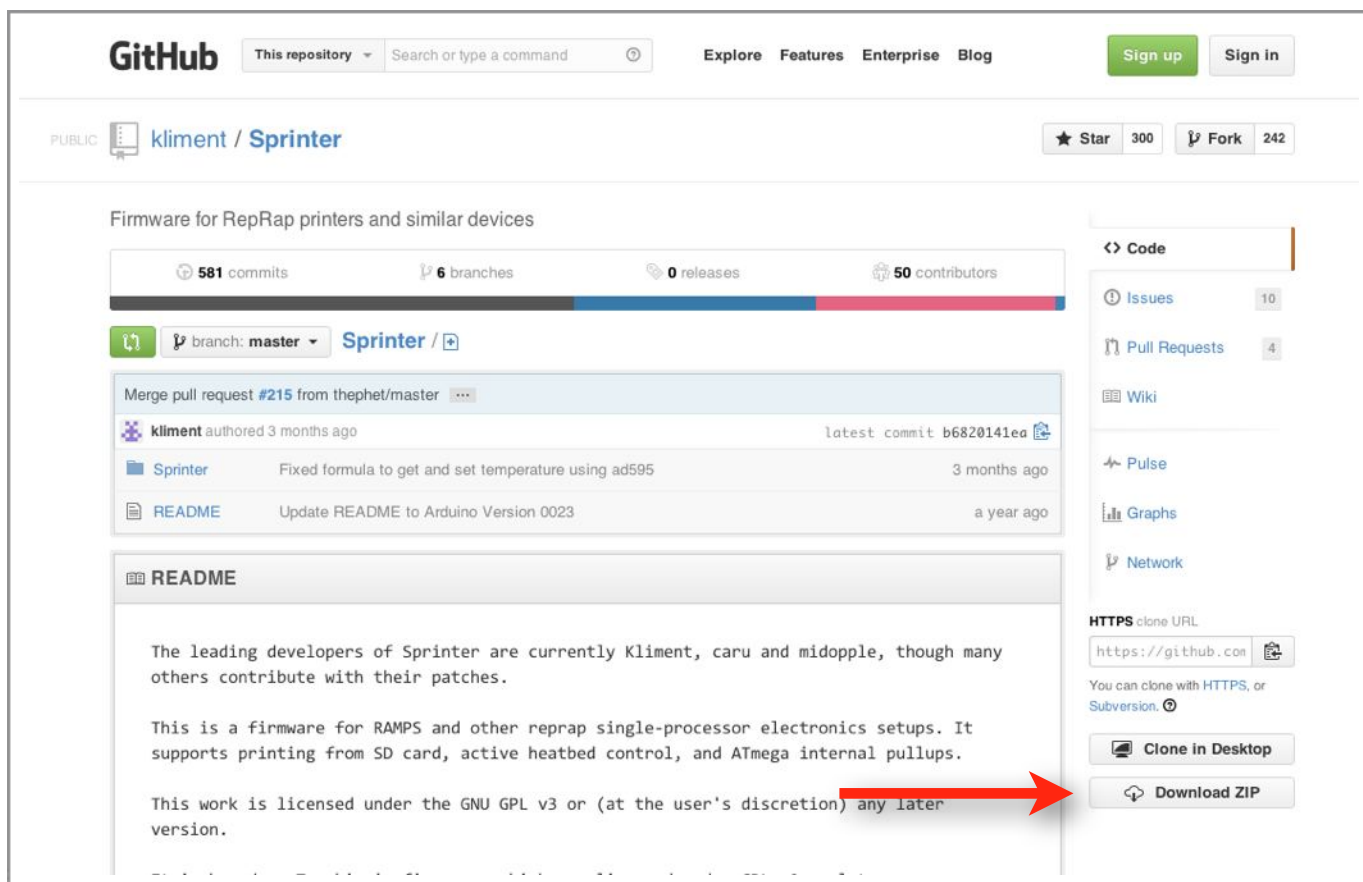 GitHub This repository Search or type a command Explore Features Enterprise Blog Sign up Sign in
PUBLIC kliment / Sprinter Star 300 Fork 242
Firmware for RepRap printers and similar devices
581 commits 6 branches 0 releases 50 contributors
branch: master Sprinter /
Merge pull request #215 from thephet/master ...
kliment authored 3 months ago latest commit b6820141ea
Sprinter Fixed formula to get and set temperature using ad595 3 months ago
README Update README to Arduino Version 0023 a year ago
README
The leading developers of Sprinter are currently Kliment, caru and midopple, though many
others contribute with their patches.
This is a firmware for RAMPS and other reprap single-processor electronics setups. It
supports printing from SD card, active heatbed control, and ATmega internal pullups.
This work is licensed under the GNU GPL v3 or (at the user's discretion) any later
version.
Code
Issues 10
Pull Requests 4
Wiki
Pulse
Graphs
Network
HTTPS clone URL
https://github.com
You can clone with HTTPS, or
Subversion.
Clone in Desktop
Download ZIP